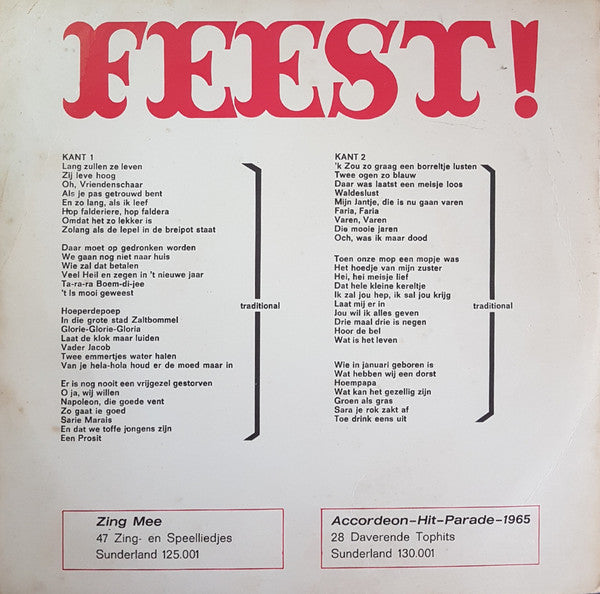 FEEST!
KANT 1
Lang zullen ze leven
Zij leve hoog
Oh, Vriendenschaar
Als je pas getrouwd bent
En zo lang, als ik leef
Hop falderiere, hop faldera
Omdat het zo lekker is
Zolang als de lepel in de breipot staat
Daar moet op gedronken worden
We gaan nog niet naar huis
Wie zal dat betalen
Veel Heil en zegen in 't nieuwe jaar
Ta-ra-ra Boem-di-jee
't Is mooi geweest
Hoeperdepoep
In die grote stad Zaltbommel
Glorie-Glorie-Gloria
Laat de klok maar luiden
Vader Jacob
Twee emmertjes water halen
Van je hela-hola houd er de moed maar in
Er is nog nooit een vrijgezel gestorven
O ja, wij willen
Napoleon, die goede vent
Zo gaat ie goed
Sarie Marais
En dat we toffe jongens zijn
Een Prosit
traditional
KANT 2
'k Zou zo graag een borreltje lusten
Twee ogen zo blauw
Daar was laatst een meisje loos
Waldeslust
Mijn Jantje, die is nu gaan varen
Faria, Faria
Varen, Varen
Die mooie jaren
Och, was ik maar dood
Toen onze mop een mopje was
Het hoedje van mijn zuster
Hei, hei meisje lief
Dat hele kleine kereltje
Ik zal jou hep, ik sal jou krijg
Laat mij er in
Jou wil ik alles geven
Drie maal drie is negen
Hoor de bel
Wat is het leven
Wie in januari geboren is
Wat hebben wij een dorst
Hoempapa
Wat kan het gezellig zijn
Groen als gras
Sara je rok zakt af
Toe drink eens uit
traditional
Zing Mee
47 Zing- en Speelliedjes
Sunderland 125.001
Accordeon-Hit-Parade-1965
28 Daverende Tophits
Sunderland 130.001